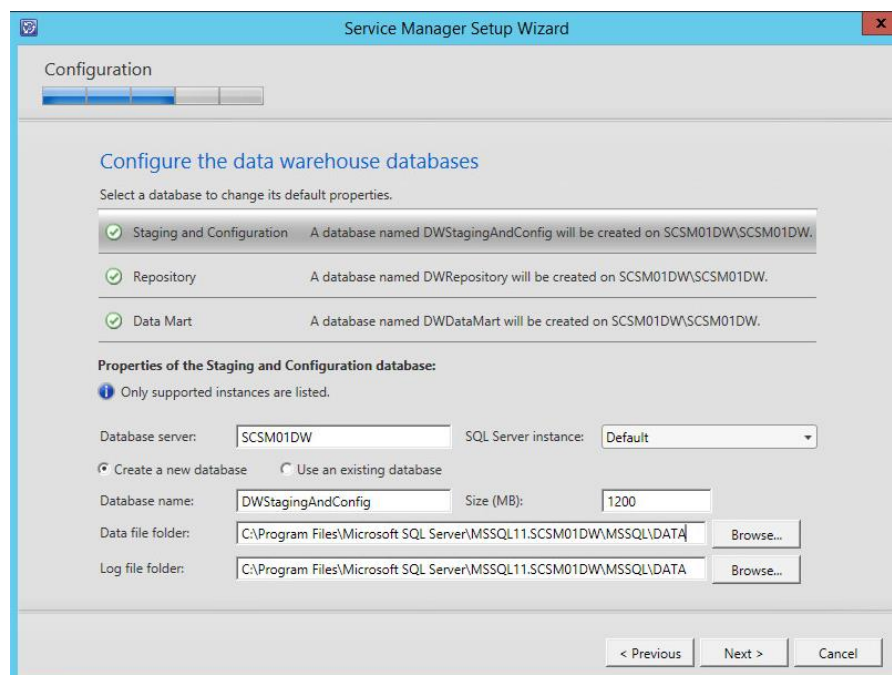 Service Manager Setup Wizard
x
Configuration
Configure the data warehouse databases
Select a database to change its default properties.
Staging and Configuration A database named DWStagingAndConfig will be created on SCSM01DW\SCSM01DW.
Repository A database named DWRepository will be created on SCSM01DW\SCSM01DW.
Data Mart A database named DWDataMart will be created on SCSM01DW\SCSM01DW.
Properties of the Staging and Configuration database:
Only supported instances are listed.
Database server: SCSM01DW SQL Server instance: Default
Create a new database Use an existing database
Database name: DWStagingAndConfig Size (MB): 1200
Data file folder: C:\Program Files\Microsoft SQL Server\MSSQL11.SCSM01DW\MSSQL\DATA Browse...
Log file folder: C:\Program Files\Microsoft SQL Server\MSSQL11.SCSM01DW\MSSQL\DATA Browse...
< Previous Next > Cancel